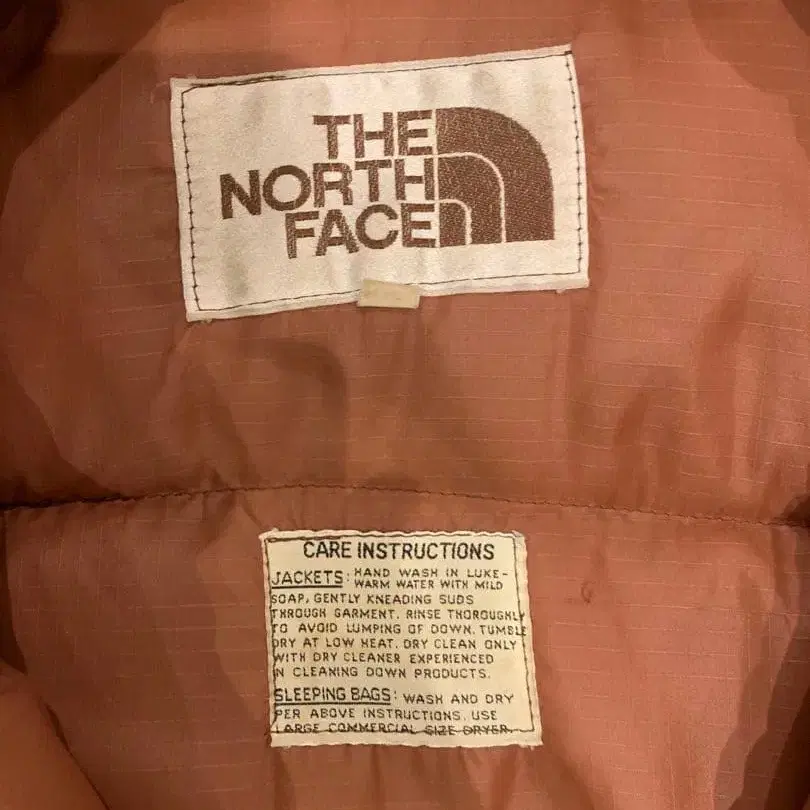 THE
NORTH
FACE
CARE INSTRUCTIONS
JACKETS: HAND WASH IN LUKE-
WARM WATER WITH MILD
SOAP, GENTLY KNEADING SUDS
THROUGH GARMENT. RINSE THOROUGHLY
TO AVOID LUMPING OF DOWN. TUMBLE
DRY AT LOW HEAT. DRY CLEAN ONLY
WITH DRY CLEANER EXPERIENCED
IN CLEANING DOWN PRODUCTS.
SLEEPING BAGS: WASH AND DRY
PER ABOVE INSTRUCTIONS. USE
LARGE COMMERCIAL SIZE DRYER.